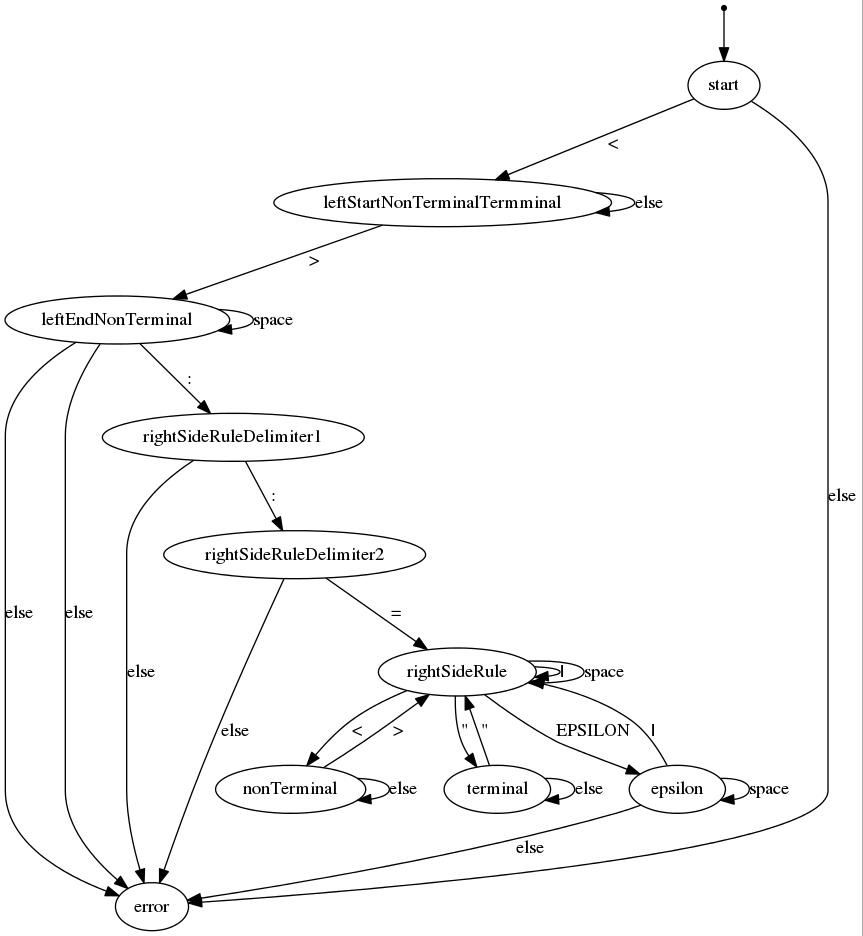 start
<
leftStartNonTerminalTermminal
else
>
leftEndNonTerminal
space
:
rightSideRuleDelimiter1
else
:
rightSideRuleDelimiter2
else
else
=
else
rightSideRule
|
space
else
<
>
"
"
EPSILON
|
nonTerminal
else
terminal
else
epsilon
space
else
error